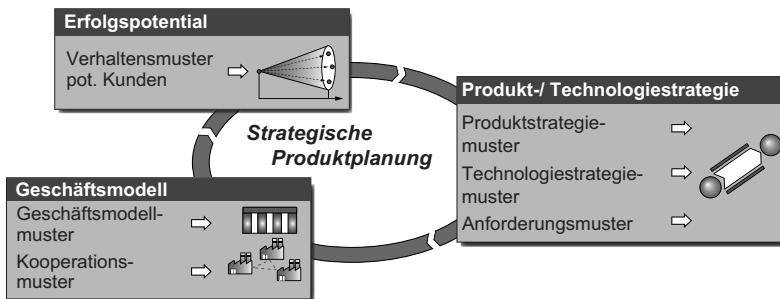 Erfolgspotential
Verhaltensmuster
pot. Kunden
Strategische
Produktplanung
Produkt-/ Technologiestrategie
Produktstrategie-
muster
Technologiestrategie-
muster
Anforderungsmuster
Geschäftsmodell
Geschäftsmodell-
muster
Kooperations-
muster